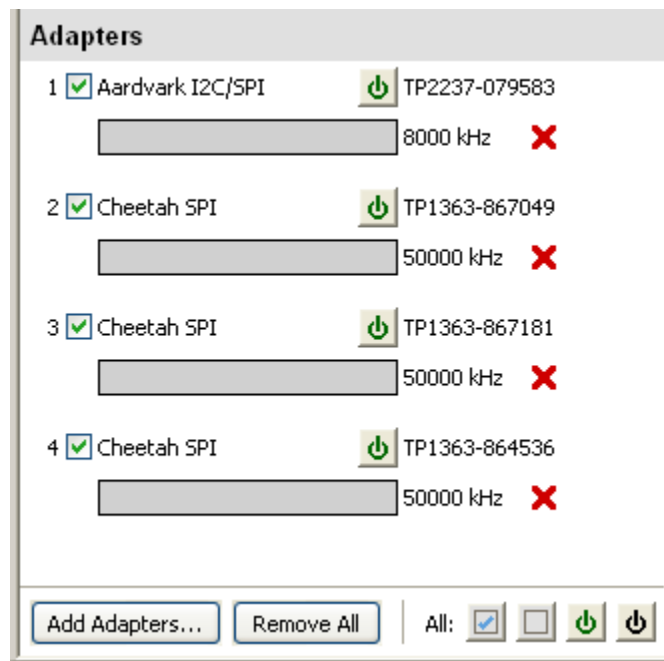 Adapters
1 Aardvark I2C/SPI TP2237-079583
8000 kHz
2 Cheetah SPI TP1363-867049
50000 kHz
3 Cheetah SPI TP1363-867181
50000 kHz
4 Cheetah SPI TP1363-864536
50000 kHz
Add Adapters... Remove All All: